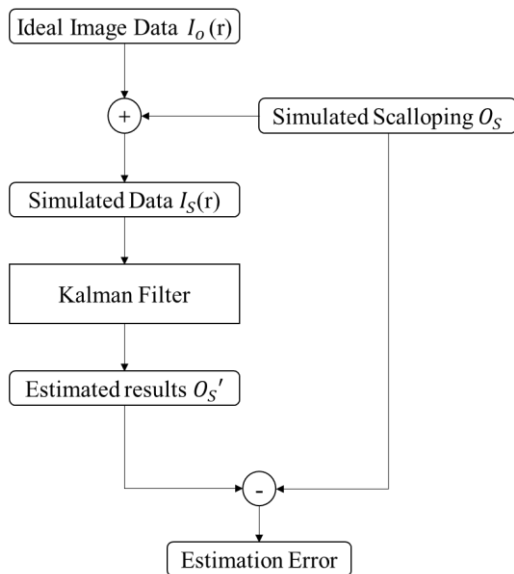 Ideal Image Data I_o(r)
+
Simulated Scalloping O_S
Simulated Data I_S(r)
Kalman Filter
Estimated results O_S'
-
Estimation Error